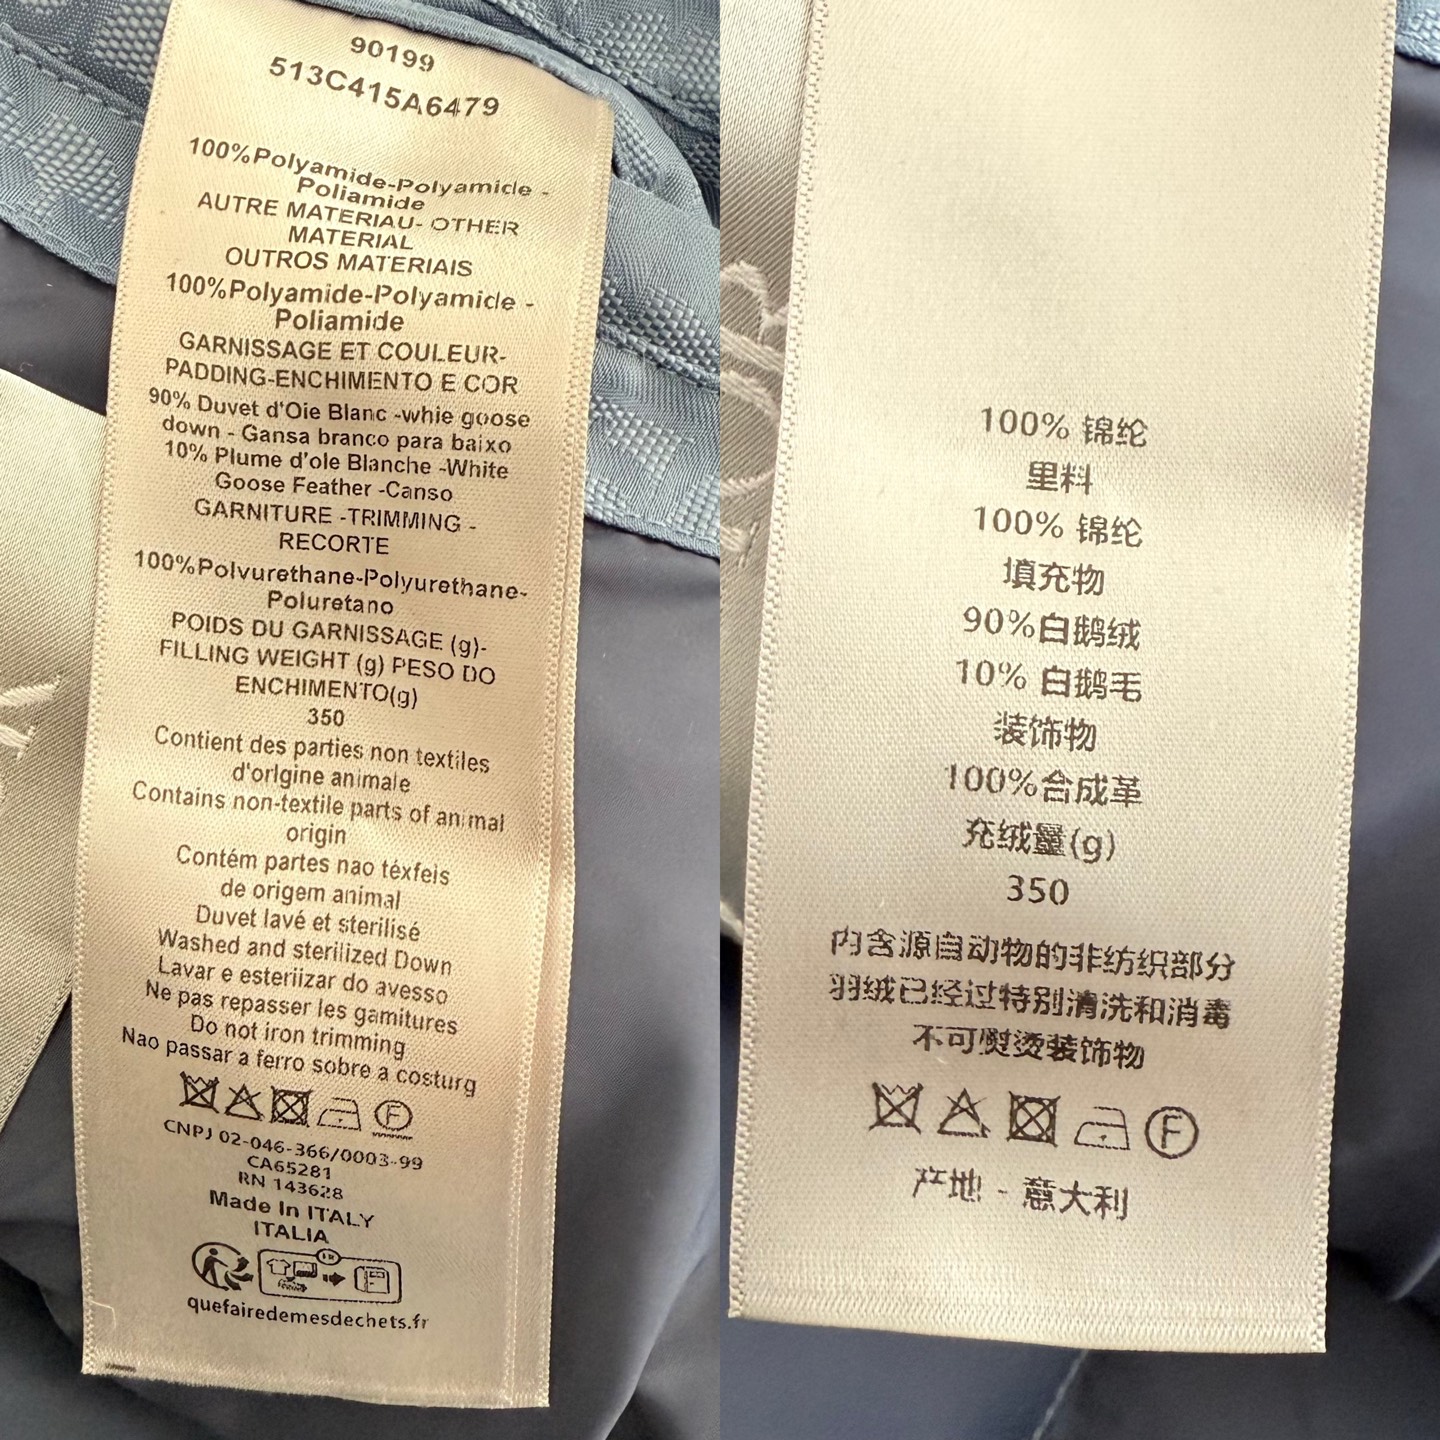 90199
513C415A6479
100%Polyamide-Polyamide -
Poliamide
AUTRE MATERIAU- OTHER
MATERIAL
OUTROS MATERIAIS
100%Polyamide-Polyamide -
Poliamide
GARNISSAGE ET COULEUR-
PADDING-ENCHIMENTO E COR
90% Duvet d'Oie Blanc -whie goose
down - Gansa branco para baixo
10% Plume d'ole Blanche -White
Goose Feather -Canso
GARNITURE -TRIMMING -
RECORTE
100%Polvurethane-Polyurethane-
Poluretano
POIDS DU GARNISSAGE (g)-
FILLING WEIGHT (g) PESO DO
ENCHIMENTO(g)
350
Contient des parties non textiles
d'orlgine animale
Contains non-textile parts of animal
origin
Contém partes nao téxfeis
de origem animal
Duvet lavé et sterilisé
Washed and sterilized Down
Lavar e esteriizar do avesso
Ne pas repasser les gamitures
Do not iron trimming
Nao passar a ferro sobre a costurg
F
CNPJ 02-046-366/0003-99
CA65281
RN 143628
Made In ITALY
ITALIA
FR
quefairedemesdechets.fr
100% 锦纶
里料
100% 锦纶
填充物
90%白鹅绒
10% 白鹅毛
装饰物
100%合成革
充绒量(g)
350
内含源自动物的非纺织部分
羽绒已经过特别清洗和消毒
不可熨烫装饰物
F
产地 - 意大利